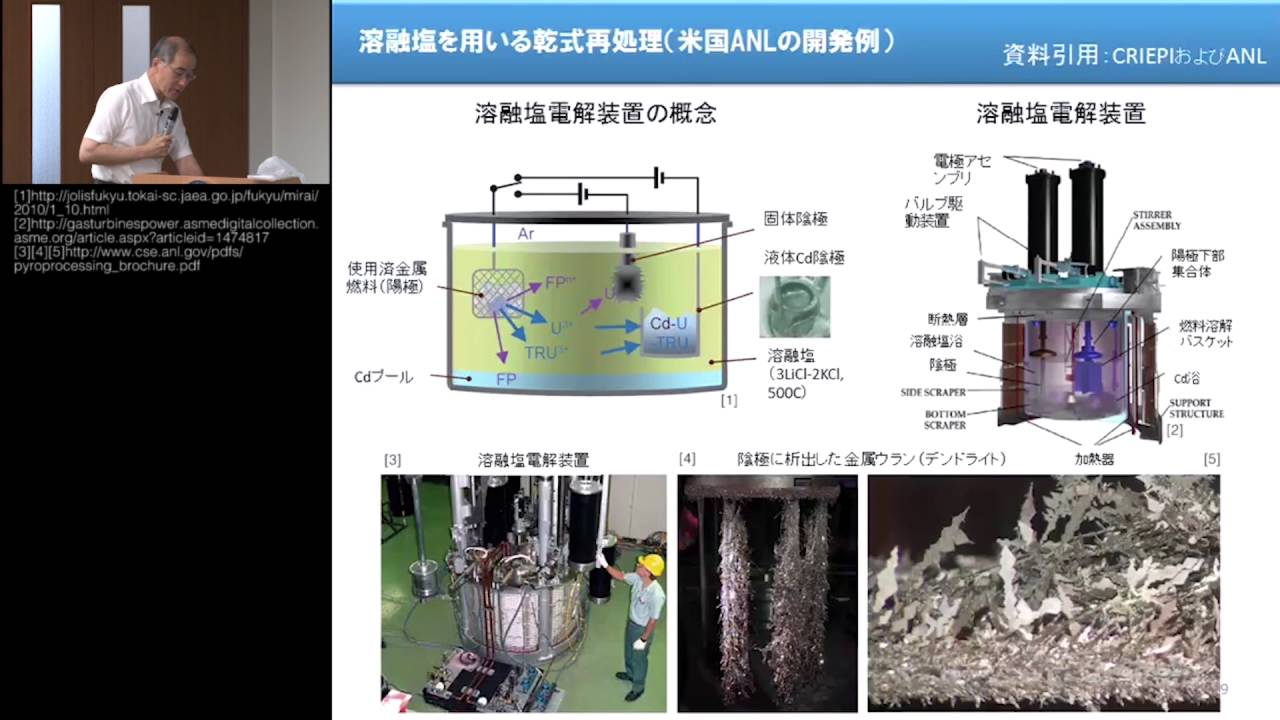 溶融塩を用いる乾式再処理(米国ANLの開発例)
資料引用:CRIEPIおよびANL
[1]http://jolisfukyu.tokai-sc.jaea.go.jp/fukyu/mirai/
2010/1_10.html
[2]http://gasturbinespower.asmedigitalcollection.
asme.org/article.aspx?articleid=1474817
[3][4][5]http://www.cse.anl.gov/pdfs/
pyroprocessing_brochure.pdf
溶融塩電解装置の概念
Ar
使用済金属
燃料(陽極)
FPⁿ⁺
U
U³⁺
TRU³⁺
Cd-U
TRU
Cdプール
FP
固体陰極
液体Cd陰極
溶融塩
(3LiCl-2KCl,
500C)
[1]
溶融塩電解装置
電極アセ
ンブリ
バルブ駆
動装置
STIRRER
ASSEMBLY
陽極下部
集合体
断熱層
溶融塩浴
陰極
SIDE SCRAPER
BOTTOM
SCRAPER
燃料溶解
バスケット
Cd浴
SUPPORT
STRUCTURE
[2]
加熱器
[3]
溶融塩電解装置
[4]
陰極に析出した金属ウラン(デンドライト)
[5]
9